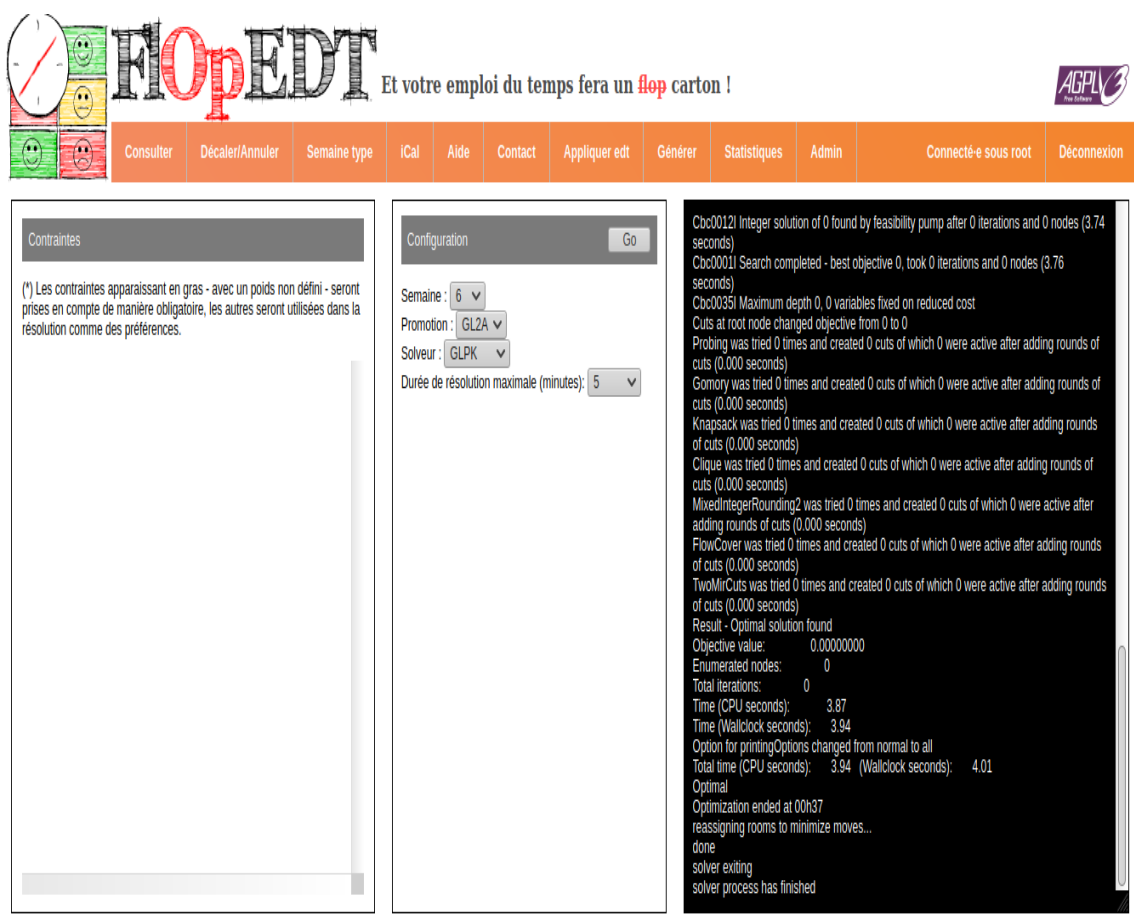 FlOpEDT
Et votre emploi du temps fera un flop carton !
AGPLV3
Free Software
Consulter Décaler/Annuler Semaine type iCal Aide Contact Appliquer edt Générer Statistiques Admin Connecté·e sous root Déconnexion
Contraintes
(*) Les contraintes apparaissant en gras - avec un poids non défini - seront
prises en compte de manière obligatoire, les autres seront utilisées dans la
résolution comme des préférences.
Configuration Go
Semaine : 6
Promotion : GL2A
Solveur : GLPK
Durée de résolution maximale (minutes): 5
Cbc0012I Integer solution of 0 found by feasibility pump after 0 iterations and 0 nodes (3.74
seconds)
Cbc0001I Search completed - best objective 0, took 0 iterations and 0 nodes (3.76
seconds)
Cbc0035I Maximum depth 0, 0 variables fixed on reduced cost
Cuts at root node changed objective from 0 to 0
Probing was tried 0 times and created 0 cuts of which 0 were active after adding rounds of
cuts (0.000 seconds)
Gomory was tried 0 times and created 0 cuts of which 0 were active after adding rounds of
cuts (0.000 seconds)
Knapsack was tried 0 times and created 0 cuts of which 0 were active after adding rounds
of cuts (0.000 seconds)
Clique was tried 0 times and created 0 cuts of which 0 were active after adding rounds of
cuts (0.000 seconds)
MixedIntegerRounding2 was tried 0 times and created 0 cuts of which 0 were active after
adding rounds of cuts (0.000 seconds)
FlowCover was tried 0 times and created 0 cuts of which 0 were active after adding rounds
of cuts (0.000 seconds)
TwoMirCuts was tried 0 times and created 0 cuts of which 0 were active after adding rounds
of cuts (0.000 seconds)
Result - Optimal solution found
Objective value: 0.00000000
Enumerated nodes: 0
Total iterations: 0
Time (CPU seconds): 3.87
Time (Wallclock seconds): 3.94
Option for printingOptions changed from normal to all
Total time (CPU seconds): 3.94 (Wallclock seconds): 4.01
Optimal
Optimization ended at 00h37
reassigning rooms to minimize moves...
done
solver exiting
solver process has finished